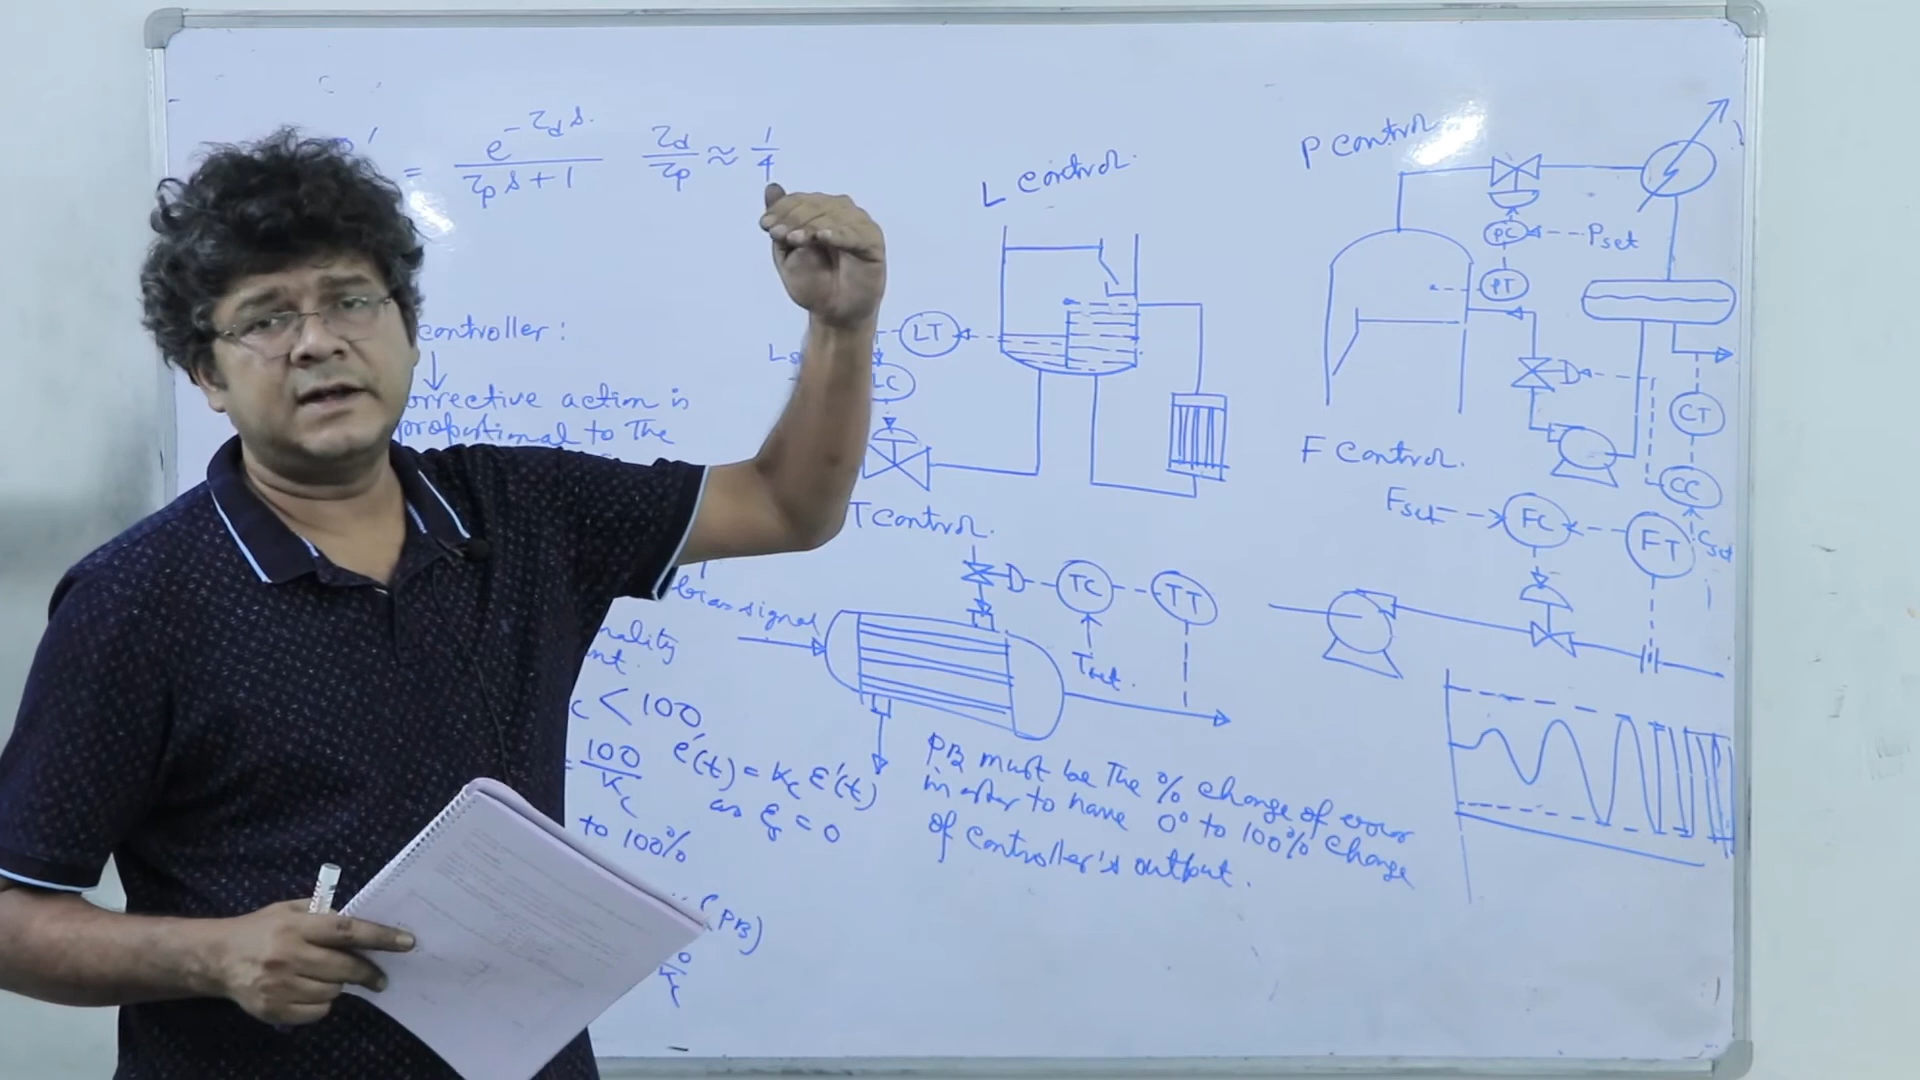 = e^-τd s / τp s + 1   τd / τp ≈ 1 / 4
controller :
↓
corrective action is
proportional to the
bias signal
< 100
= 100 / Kc   c'(t) = Kc ε'(t)
as ξ = 0
to 100%
(PB)
L control
LT
LC
T control
TC
TT
Tset.
PB must be the % change of error
in order to have 0° to 100% change
of controller's output.
P control
PC
Pset
PT
CT
CC
Cset
F control.
Fset
FC
FT